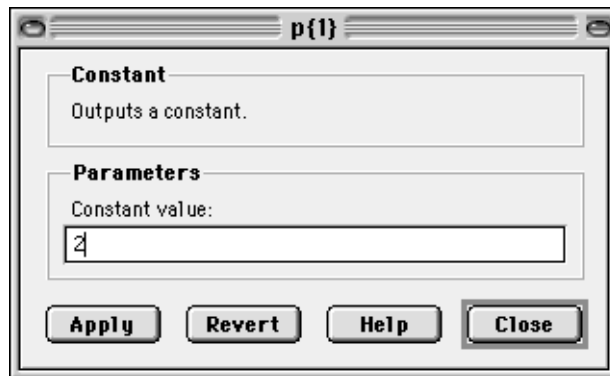 p{1}
Constant
Outputs a constant.
Parameters
Constant value:
2
Apply Revert Help Close